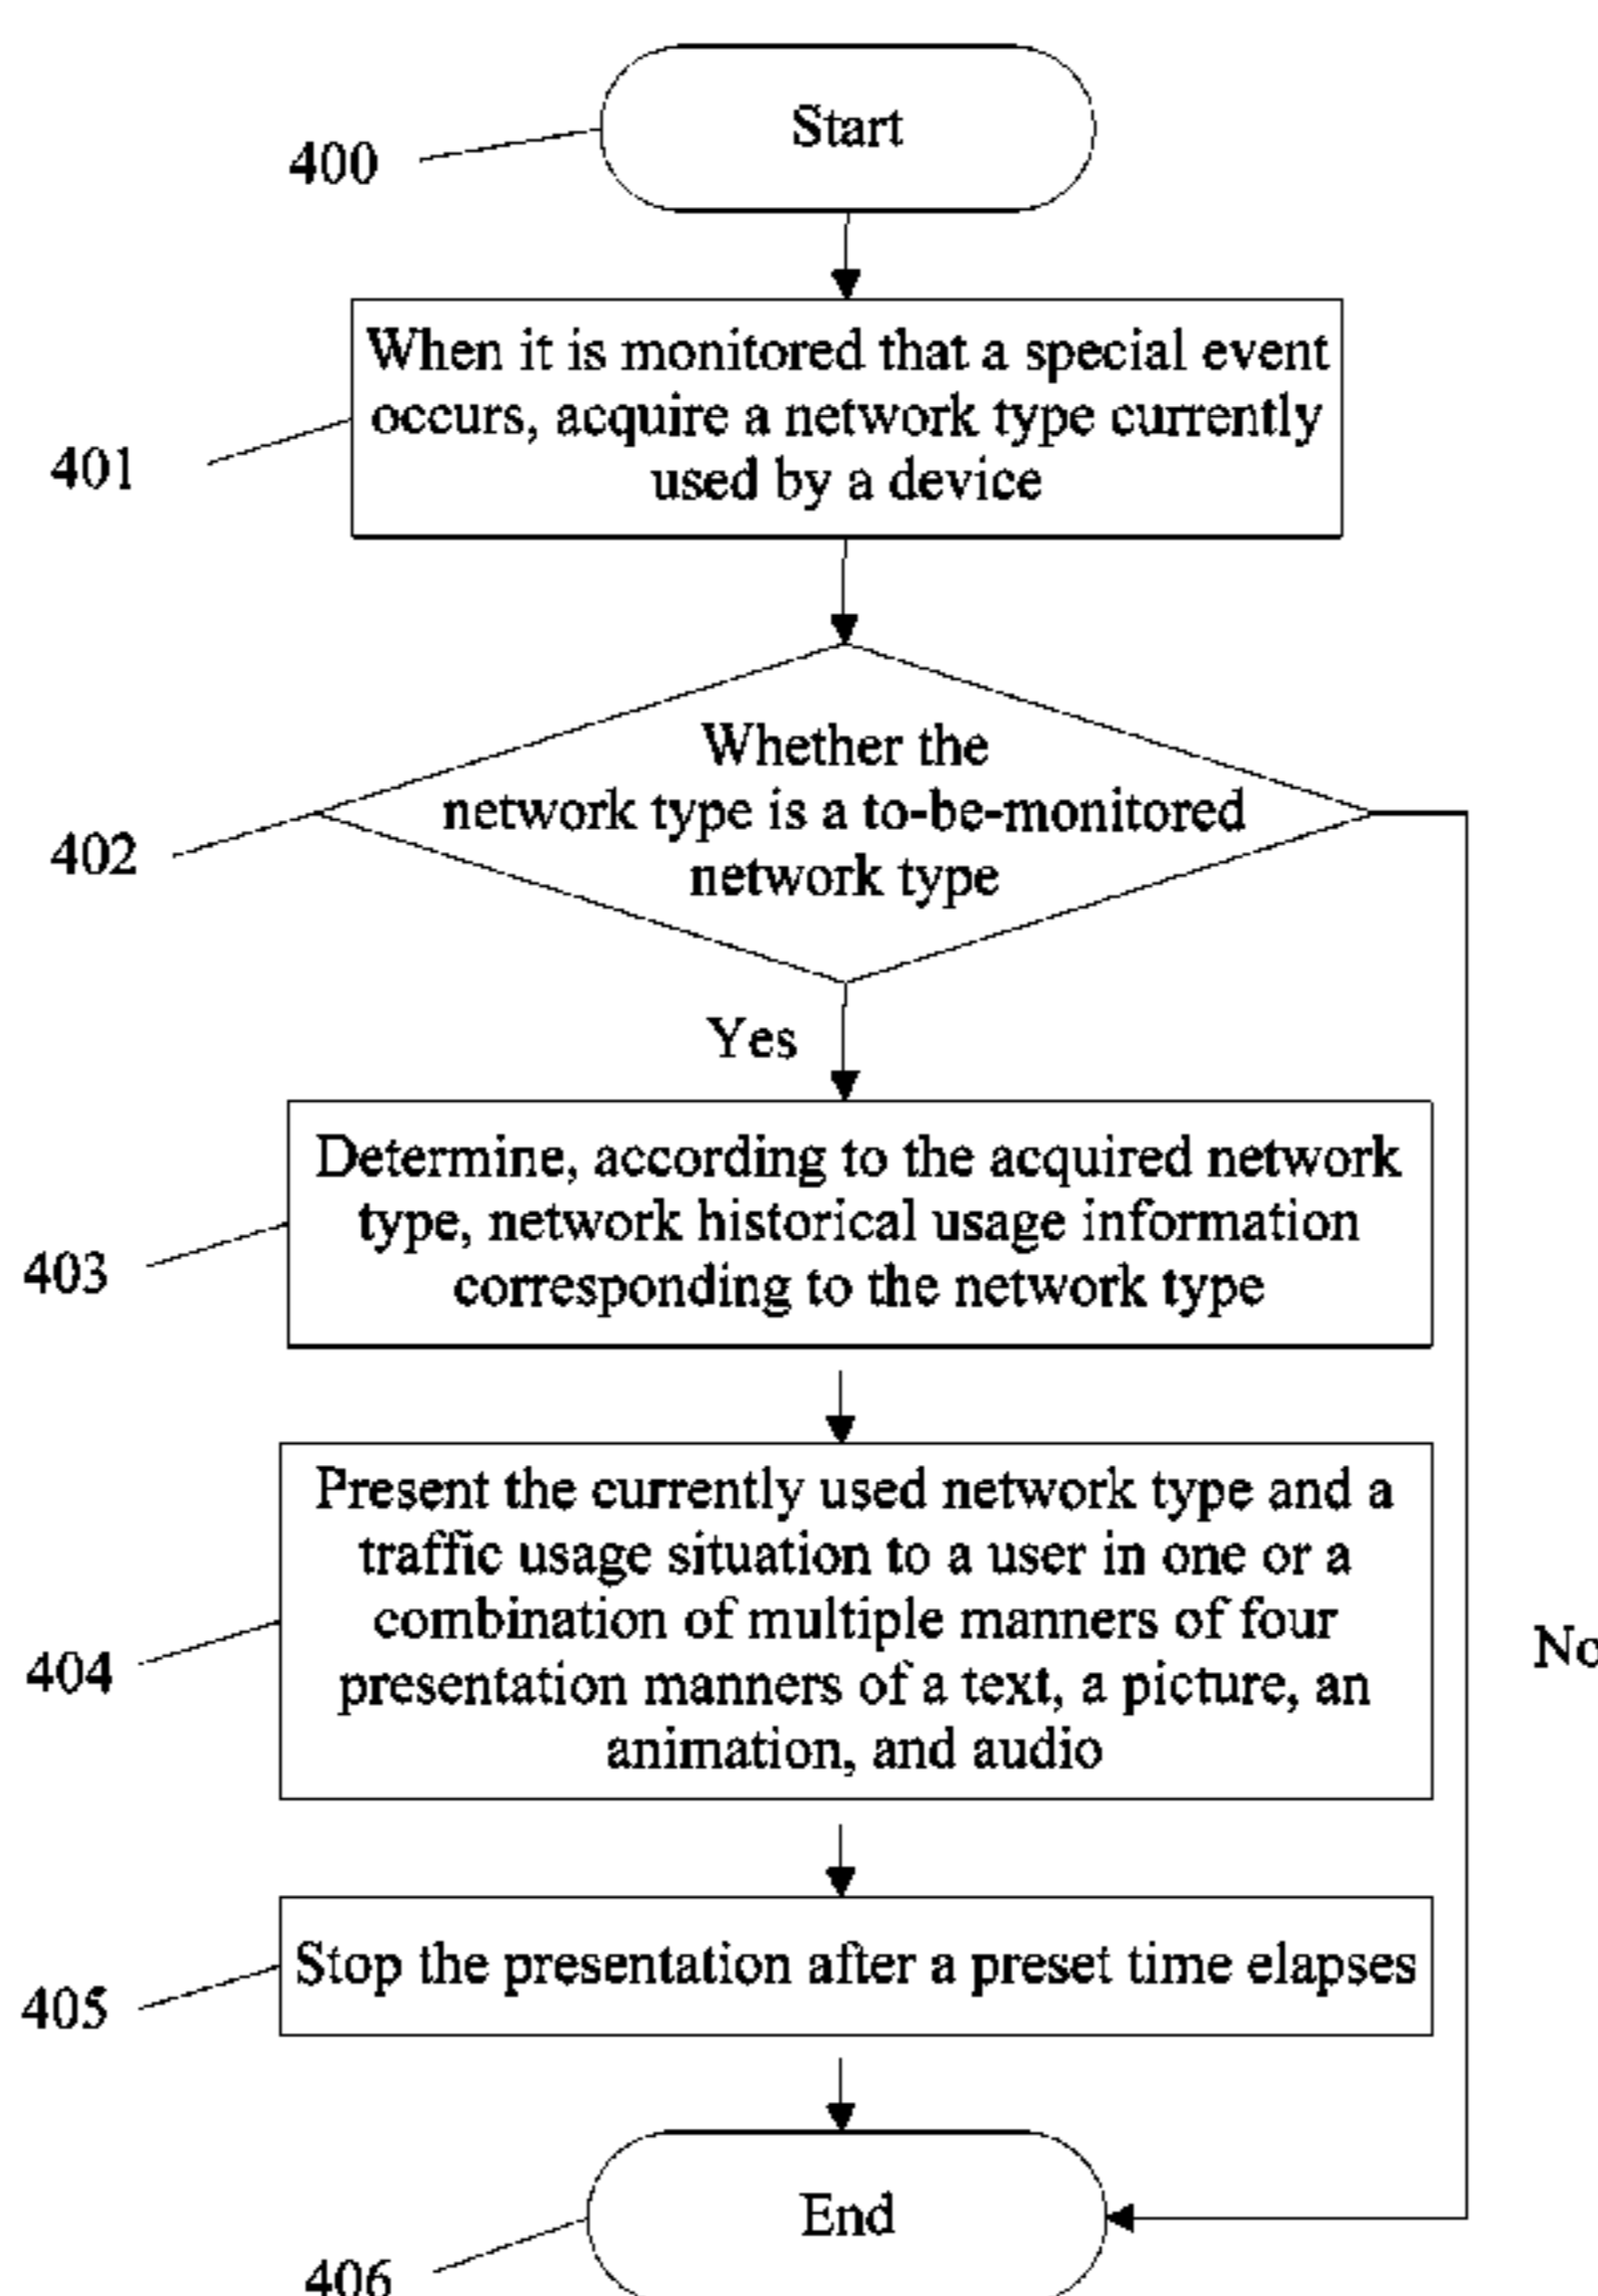 Start
400
When it is monitored that a special event
occurs, acquire a network type currently
used by a device
401
Whether the
network type is a to-be-monitored
network type
402
Yes
Determine, according to the acquired network
type, network historical usage information
corresponding to the network type
403
Present the currently used network type and a
traffic usage situation to a user in one or a
combination of multiple manners of four
presentation manners of a text, a picture, an
animation, and audio
404
No
Stop the presentation after a preset time elapses
405
End
406